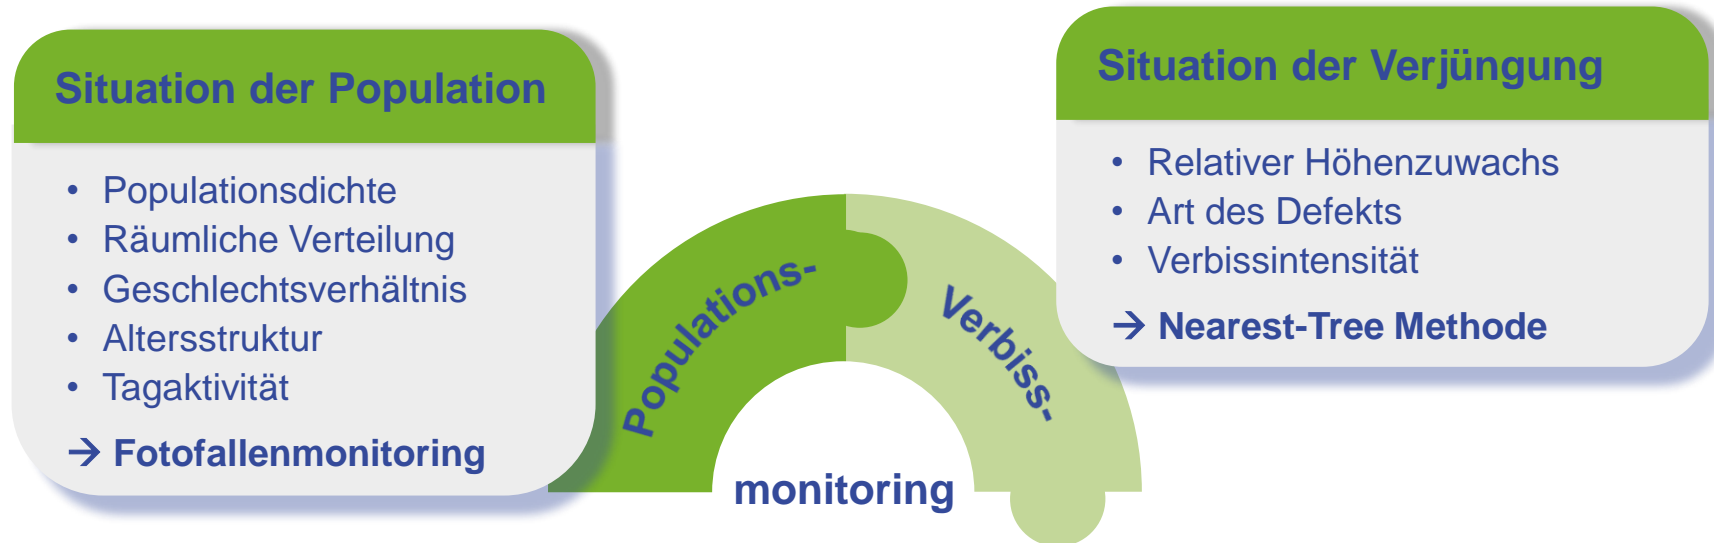 Situation der Population
• Populationsdichte
• Räumliche Verteilung
• Geschlechtsverhältnis
• Altersstruktur
• Tagaktivität
→ Fotofallenmonitoring
Populations-
Verbiss-
monitoring
Situation der Verjüngung
• Relativer Höhenzuwachs
• Art des Defekts
• Verbissintensität
→ Nearest-Tree Methode